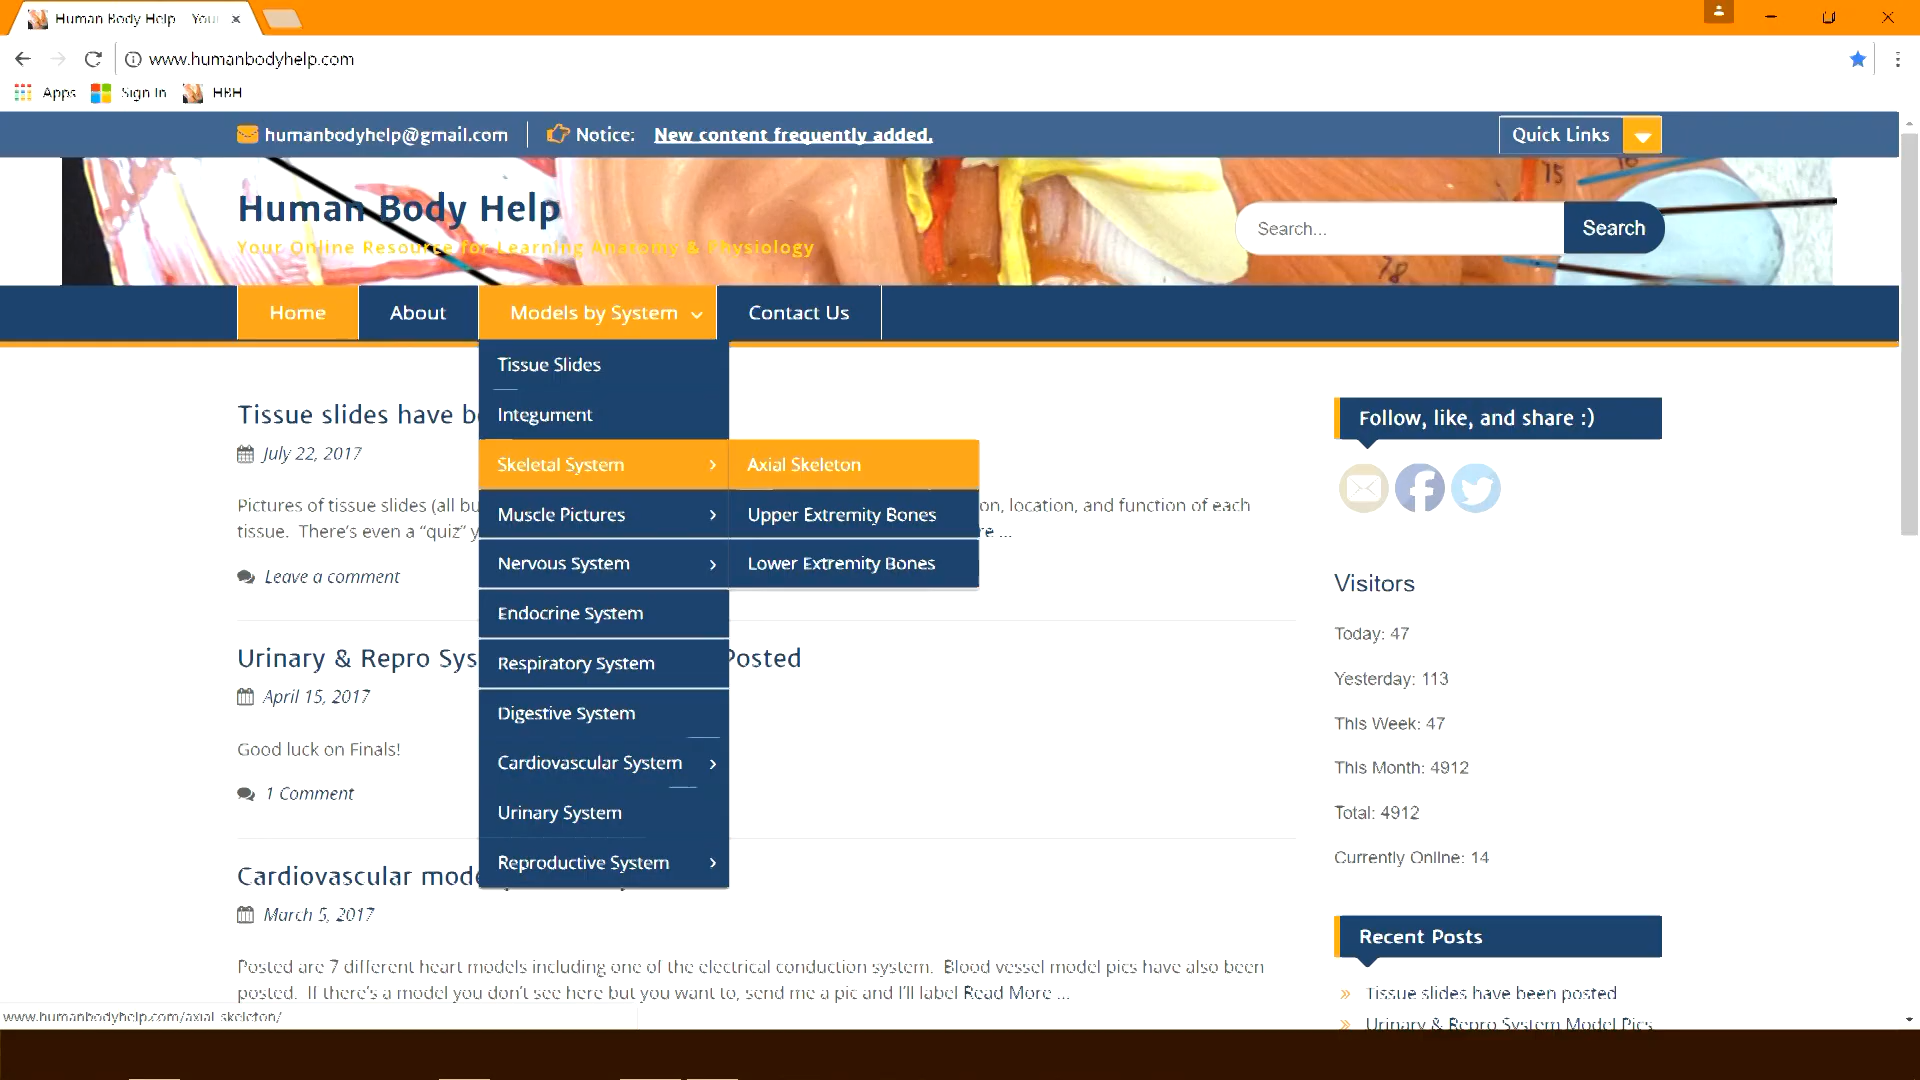 Human Body Help
www.humanbodyhelp.com
Apps Sign In HBH
humanbodyhelp@gmail.com Notice: New content frequently added. Quick Links
Human Body Help
Your Online Resource for Learning Anatomy & Physiology
Search... Search
15
78
Home About Models by System Contact Us
Tissue Slides
Integument
Skeletal System
Muscle Pictures
Nervous System
Endocrine System
Respiratory System
Digestive System
Cardiovascular System
Urinary System
Reproductive System
Axial Skeleton
Upper Extremity Bones
Lower Extremity Bones
Tissue slides have
July 22, 2017
Pictures of tissue slides (all on, location, and function of each
tissue. There's even a "quiz" ...
Leave a comment
Urinary & Repro Sys Posted
April 15, 2017
Good luck on Finals!
1 Comment
Cardiovascular
March 5, 2017
Posted are 7 different heart models including one of the electrical conduction system. Blood vessel model pics have also been
posted. If there's a model you don't see here but you want to, send me a pic and I'll label Read More ...
Follow, like, and share :)
Visitors
Today: 47
Yesterday: 113
This Week: 47
This Month: 4912
Total: 4912
Currently Online: 14
Recent Posts
Tissue slides have been posted
Urinary & Repro System Model Pics
www.humanbodyhelp.com/axial-skeleton/